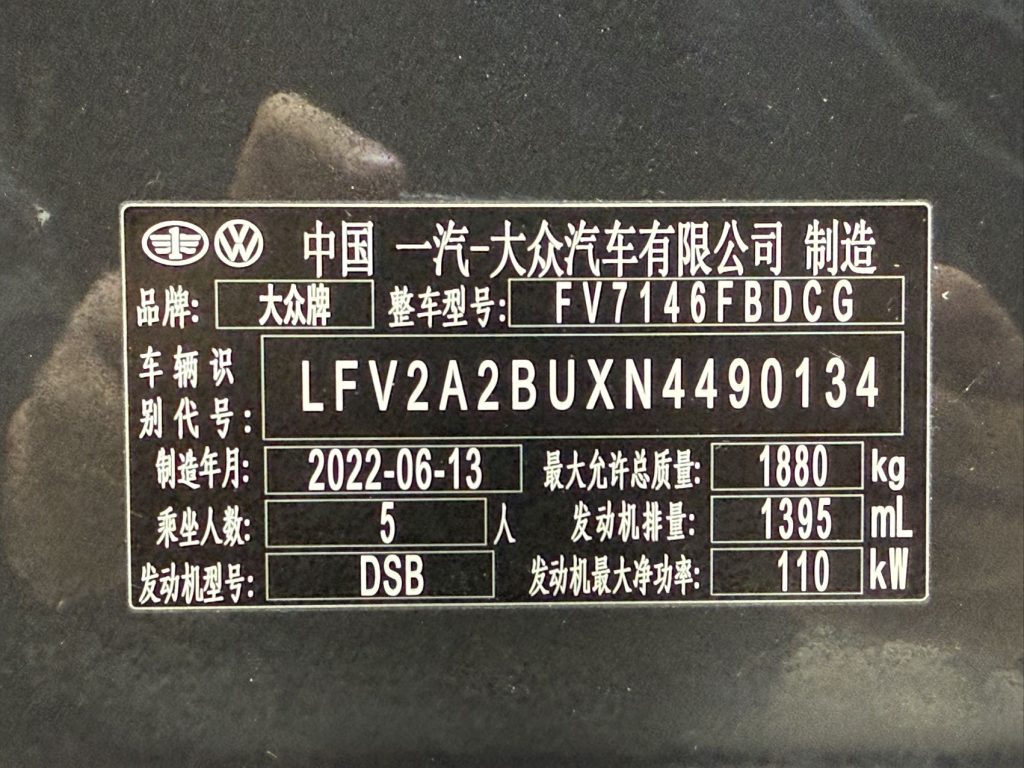 中国 一汽-大众汽车有限公司 制造
品牌: 大众牌 整车型号: FV7146FBDCG
车辆识别代号: LFV2A2BUXN4490134
制造年月: 2022-06-13 最大允许总质量: 1880 kg
乘坐人数: 5 人 发动机排量: 1395 mL
发动机型号: DSB 发动机最大净功率: 110 kW